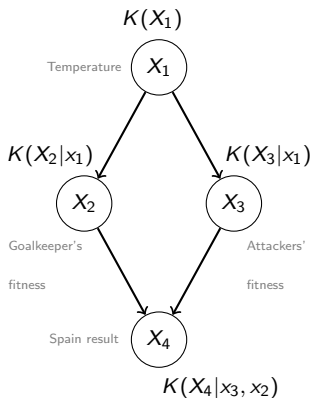 K(X₁)
Temperature
X₁
K(X₂|x₁)
K(X₃|x₁)
X₂
X₃
Goalkeeper's
fitness
Attackers'
fitness
Spain result
X₄
K(X₄|x₃, x₂)